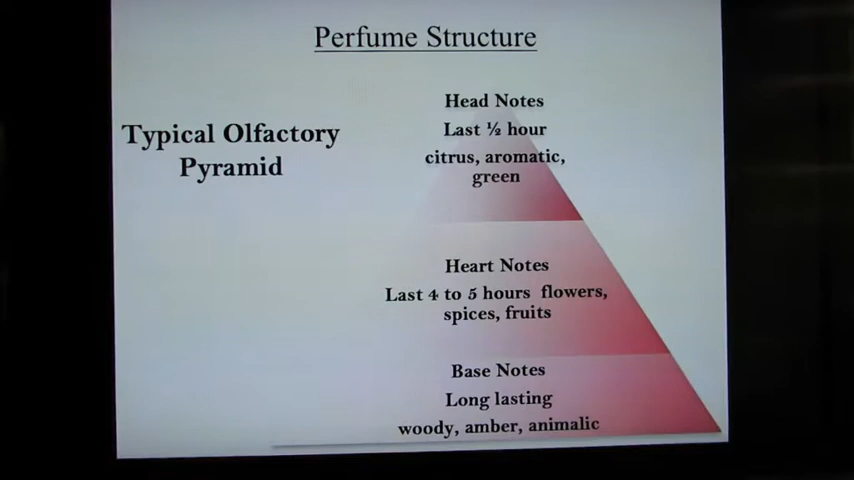 Perfume Structure
Typical Olfactory
Pyramid
Head Notes
Last ½ hour
citrus, aromatic,
green
Heart Notes
Last 4 to 5 hours flowers,
spices, fruits
Base Notes
Long lasting
woody, amber, animalic